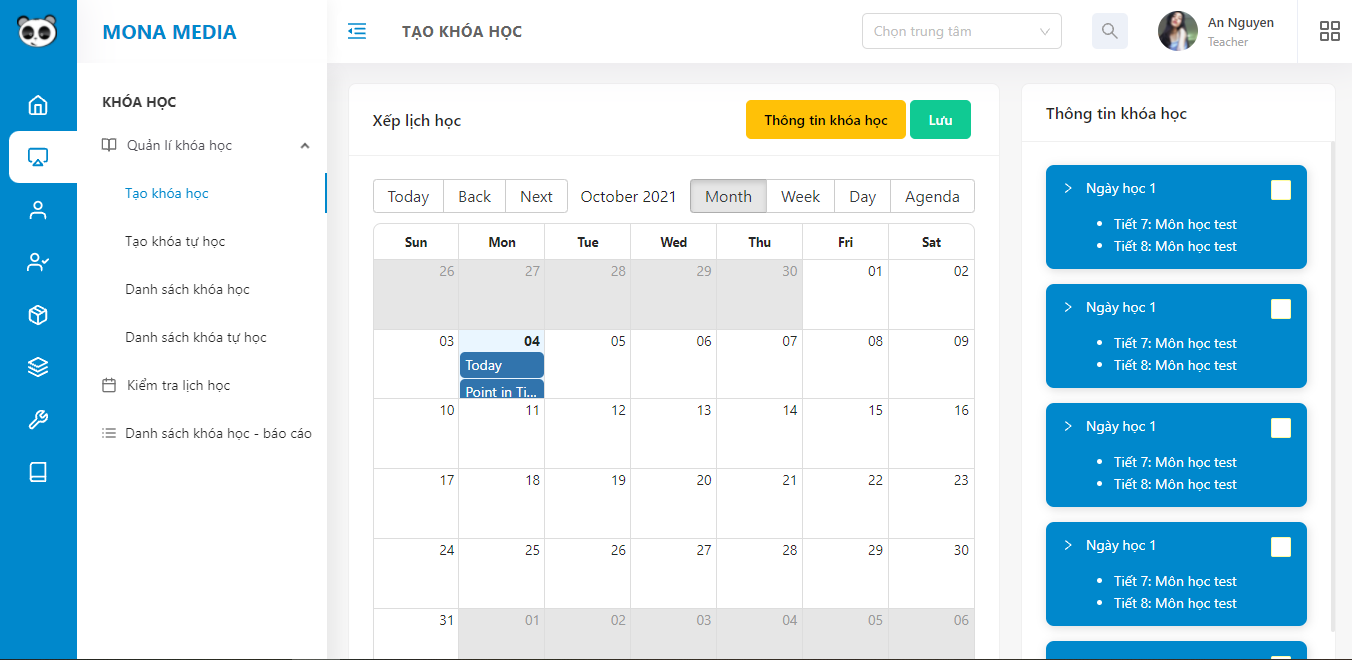 MONA MEDIA
TẠO KHÓA HỌC
Chọn trung tâm
An Nguyen
Teacher
KHÓA HỌC
Quản lí khóa học
Tạo khóa học
Tạo khóa tự học
Danh sách khóa học
Danh sách khóa tự học
Kiểm tra lịch học
Danh sách khóa học - báo cáo
Xếp lịch học
Thông tin khóa học
Lưu
Today Back Next October 2021 Month Week Day Agenda
Sun Mon Tue Wed Thu Fri Sat
26 27 28 29 30 01 02
03 04 05 06 07 08 09
Today
Point in Ti...
10 11 12 13 14 15 16
17 18 19 20 21 22 23
24 25 26 27 28 29 30
31 01 02 03 04 05 06
Thông tin khóa học
Ngày học 1
Tiết 7: Môn học test
Tiết 8: Môn học test
Ngày học 1
Tiết 7: Môn học test
Tiết 8: Môn học test
Ngày học 1
Tiết 7: Môn học test
Tiết 8: Môn học test
Ngày học 1
Tiết 7: Môn học test
Tiết 8: Môn học test